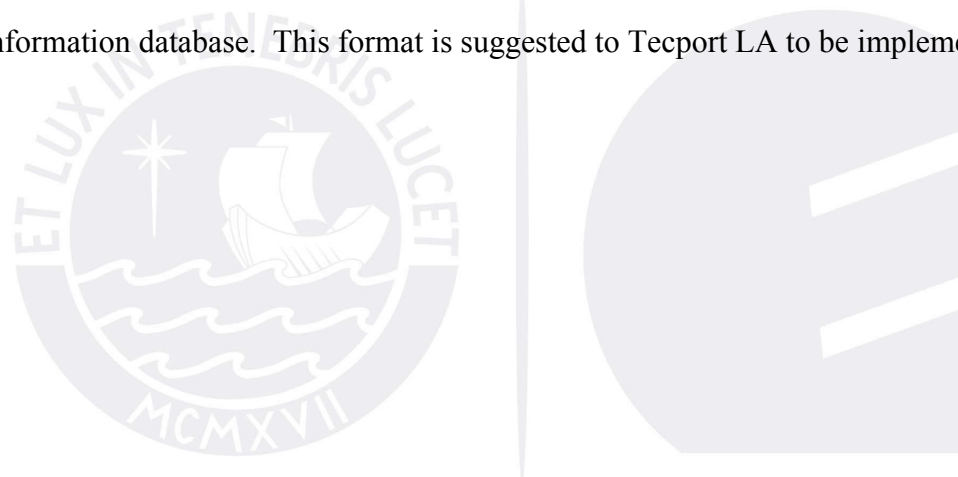 nformation database.  This format is suggested to Tecport LA to be impleme
ET LUX IN TENEBRIS LUCET
MCMXVII